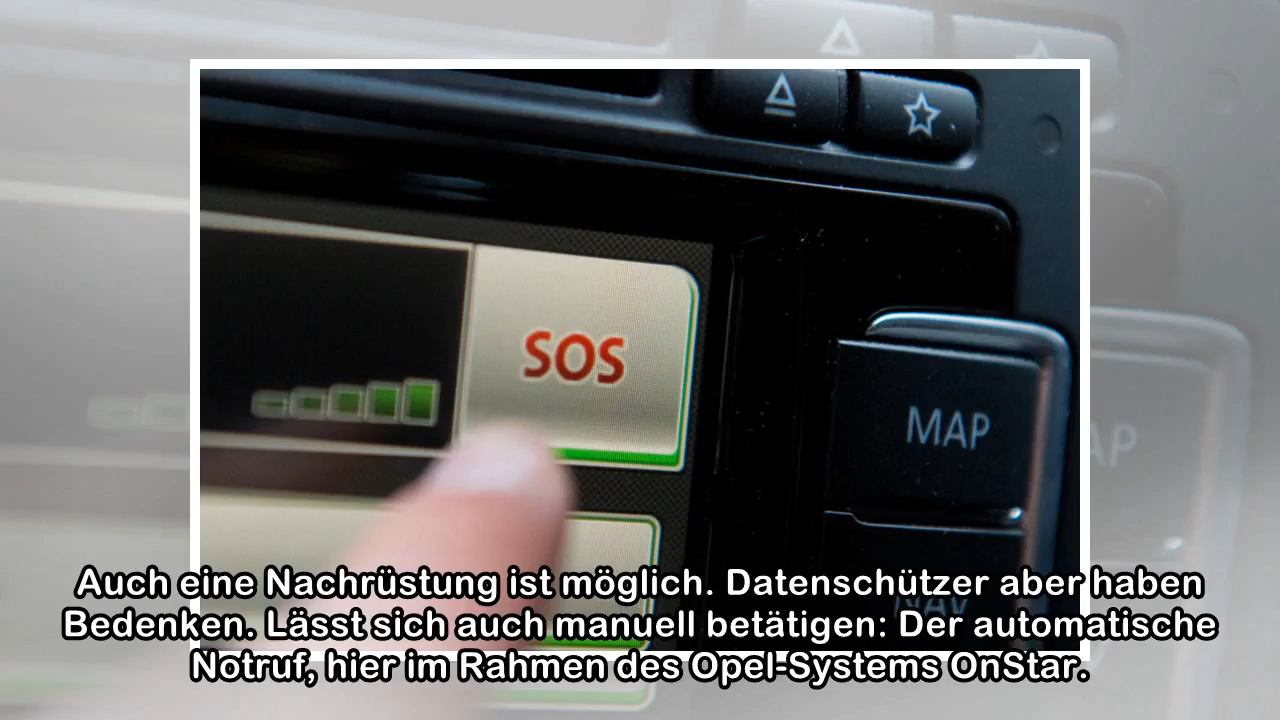 SOS
MAP
NAV
Auch eine Nachrüstung ist möglich. Datenschützer aber haben
Bedenken. Lässt sich auch manuell betätigen: Der automatische
Notruf, hier im Rahmen des Opel-Systems OnStar.